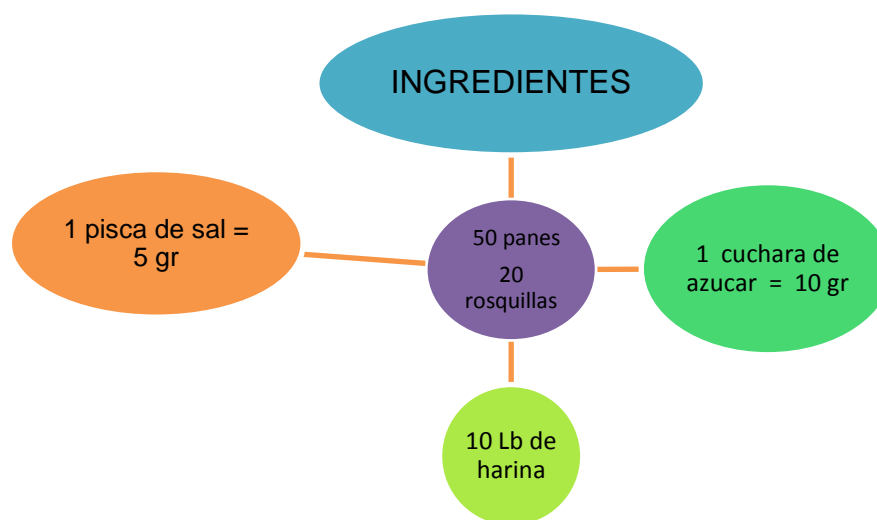 INGREDIENTES
1 pisca de sal =
5 gr
50 panes
20
rosquillas
1 cuchara de
azucar = 10 gr
10 Lb de
harina